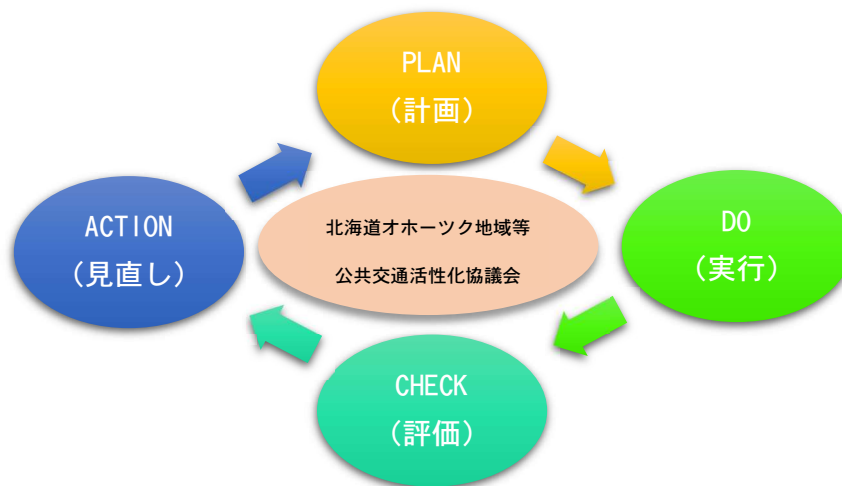 PLAN
（計画）
DO
（実行）
CHECK
（評価）
ACTION
（見直し）
北海道オホーツク地域等
公共交通活性化協議会